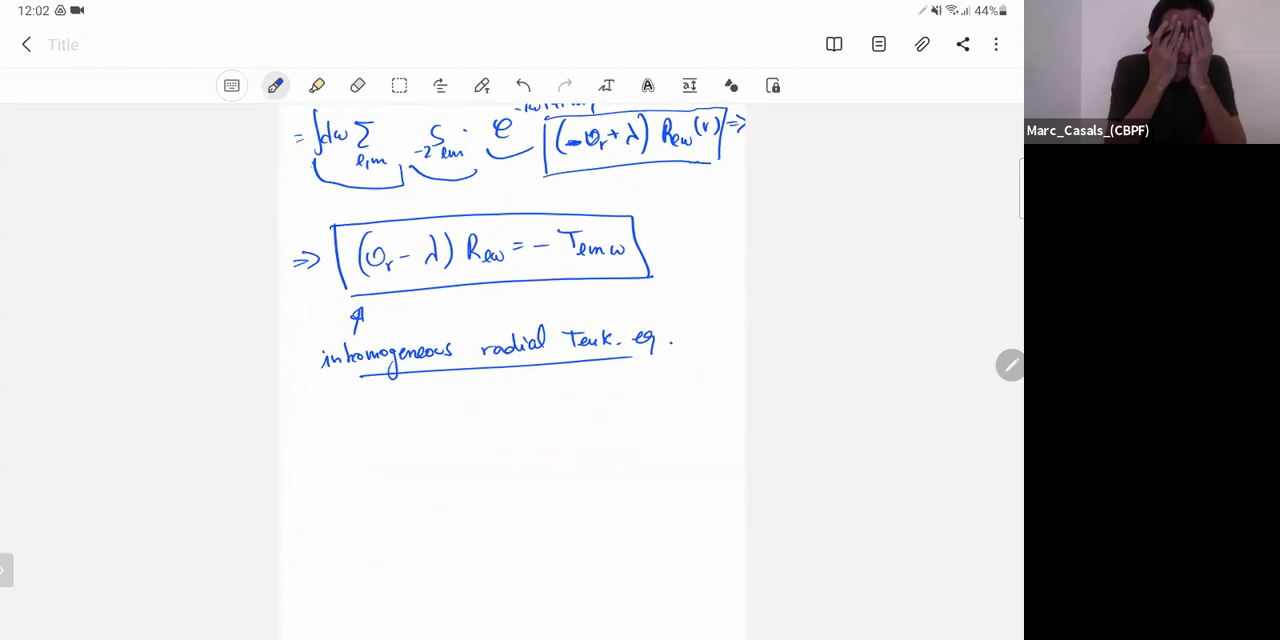 12:02 44%
Title
Marc_Casals_(CBPF)
= ∫dω Σ_{l,m} ₋₂S_{lm} · e (-O_r + λ) R_{lω}(r) ⇒
⇒ (O_r - λ) R_{lω} = - T_{lmω}
inhomogeneous radial Teuk. eq.